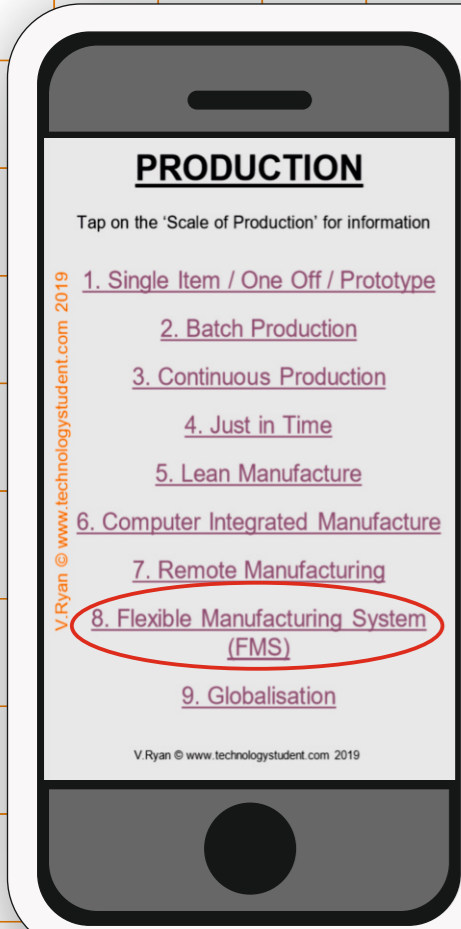 PRODUCTION
Tap on the ‘Scale of Production’ for information
1. Single Item / One Off / Prototype
2. Batch Production
3. Continuous Production
4. Just in Time
5. Lean Manufacture
6. Computer Integrated Manufacture
7. Remote Manufacturing
8. Flexible Manufacturing System
(FMS)
9. Globalisation
V.Ryan © www.technologystudent.com 2019
V.Ryan © www.technologystudent.com 2019